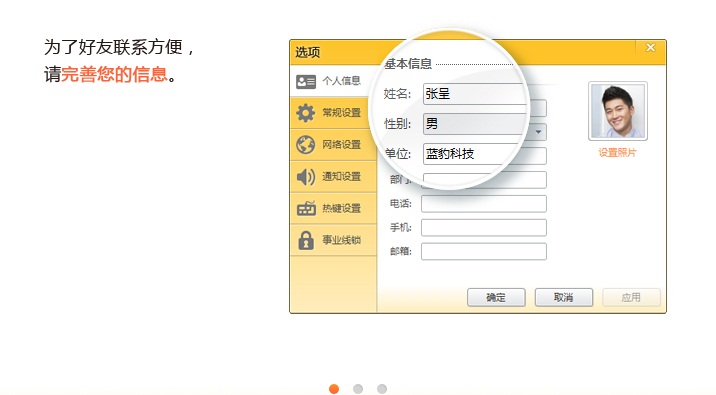 为了好友联系方便，
请完善您的信息。
选项
个人信息
常规设置
网络设置
通知设置
热键设置
事业线锁
基本信息
姓名: 张呈
性别: 男
单位: 蓝豹科技
部门:
电话:
手机:
邮箱:
设置照片
确定
取消
应用